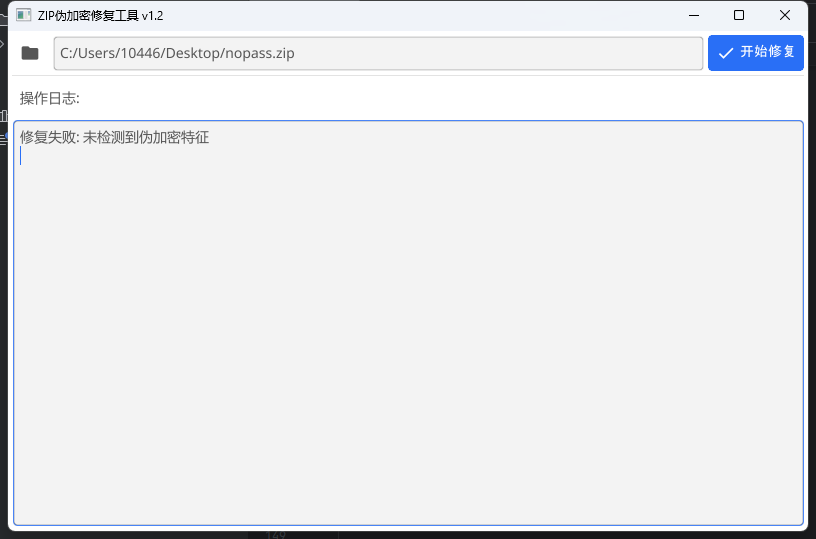 ZIP伪加密修复工具 v1.2
C:/Users/10446/Desktop/nopass.zip
开始修复
操作日志:
修复失败: 未检测到伪加密特征
149